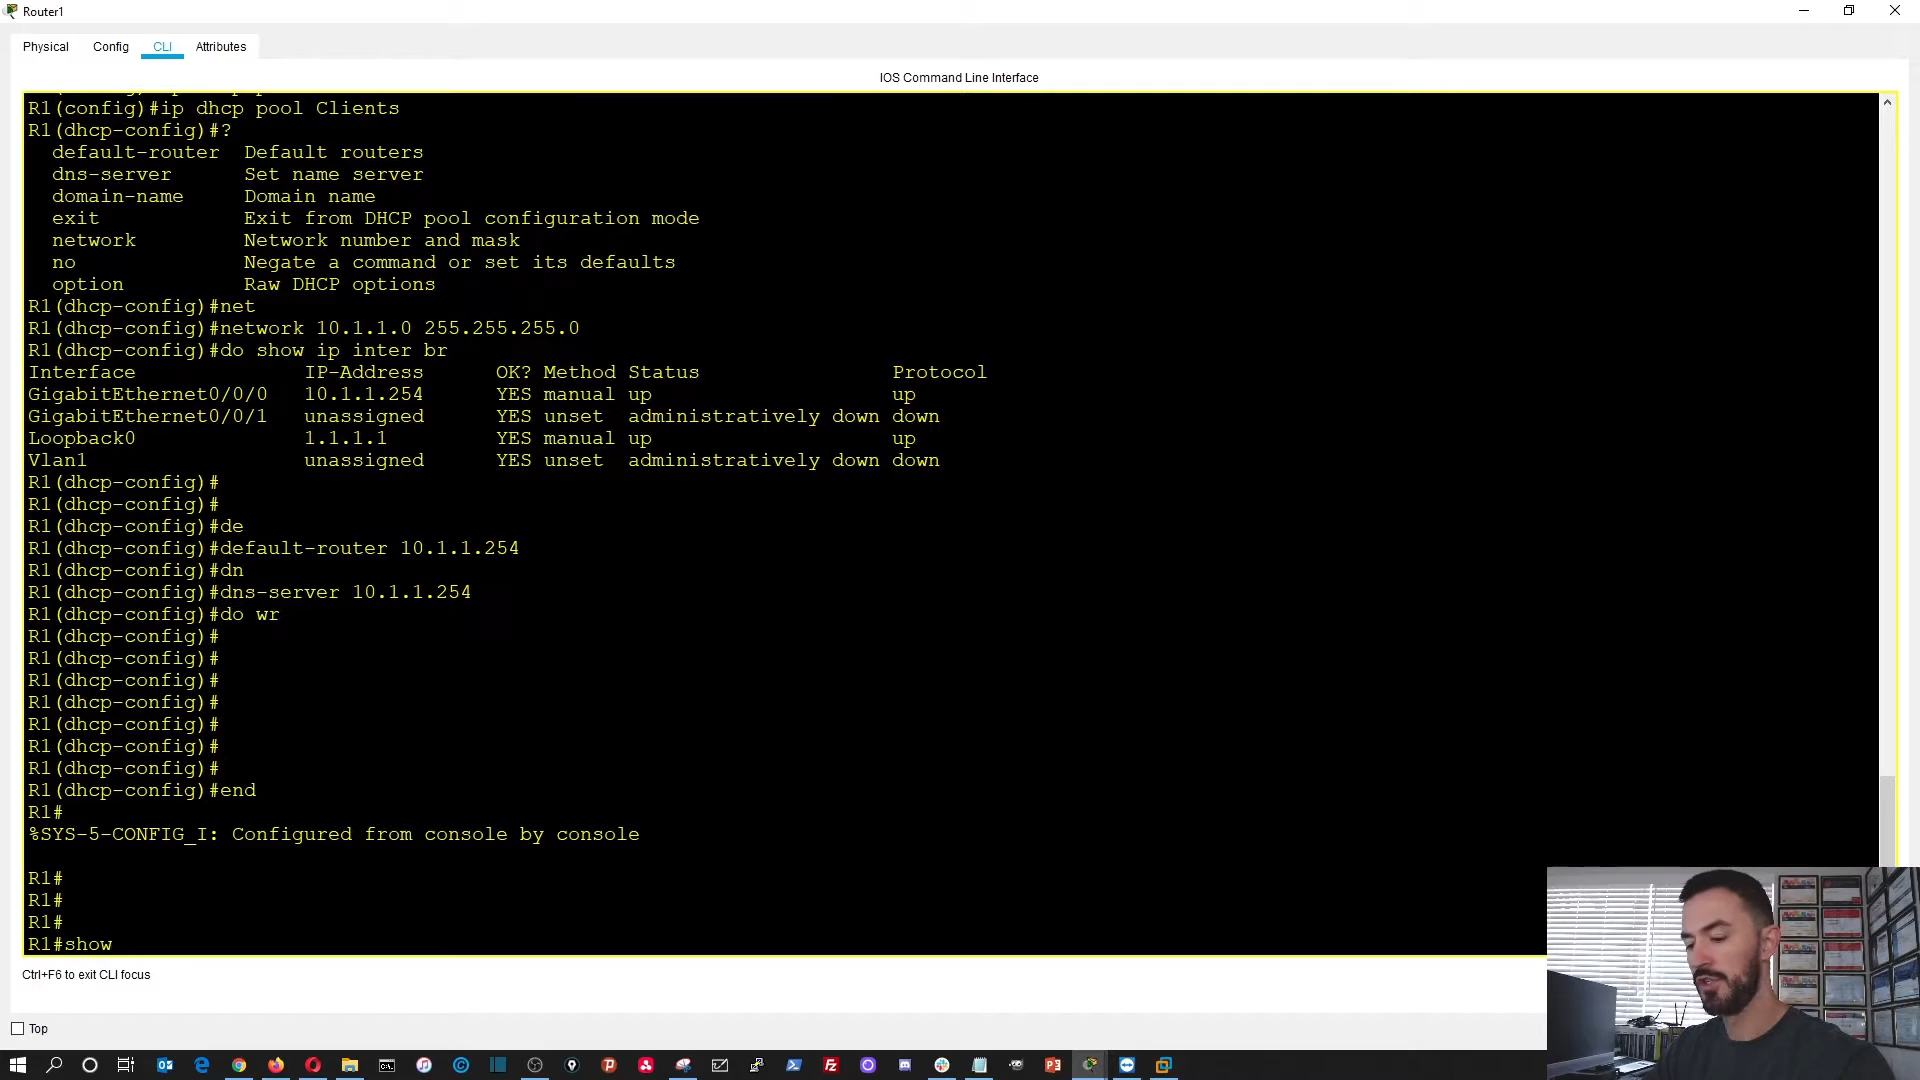 Router1
Physical Config CLI Attributes
IOS Command Line Interface
R1(config)#ip dhcp pool Clients
R1(dhcp-config)#?
default-router Default routers
dns-server Set name server
domain-name Domain name
exit Exit from DHCP pool configuration mode
network Network number and mask
no Negate a command or set its defaults
option Raw DHCP options
R1(dhcp-config)#net
R1(dhcp-config)#network 10.1.1.0 255.255.255.0
R1(dhcp-config)#do show ip inter br
Interface IP-Address OK? Method Status Protocol
GigabitEthernet0/0/0 10.1.1.254 YES manual up up
GigabitEthernet0/0/1 unassigned YES unset administratively down down
Loopback0 1.1.1.1 YES manual up up
Vlan1 unassigned YES unset administratively down down
R1(dhcp-config)#
R1(dhcp-config)#
R1(dhcp-config)#de
R1(dhcp-config)#default-router 10.1.1.254
R1(dhcp-config)#dn
R1(dhcp-config)#dns-server 10.1.1.254
R1(dhcp-config)#do wr
R1(dhcp-config)#
R1(dhcp-config)#
R1(dhcp-config)#
R1(dhcp-config)#
R1(dhcp-config)#
R1(dhcp-config)#
R1(dhcp-config)#
R1(dhcp-config)#end
R1#
%SYS-5-CONFIG_I: Configured from console by console
R1#
R1#
R1#
R1#show
Ctrl+F6 to exit CLI focus
Top